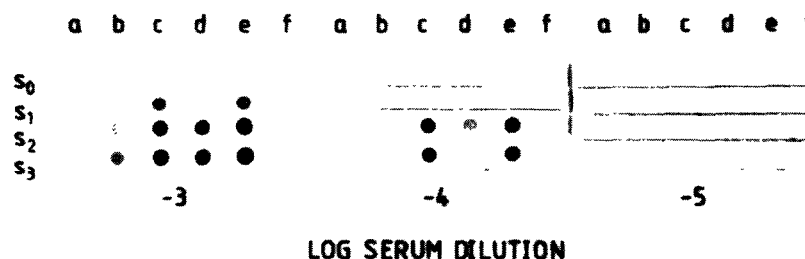 a b c d e f a b c d e f a b c d e
S0
S1
S2
S3
-3 -4 -5
LOG SERUM DILUTION